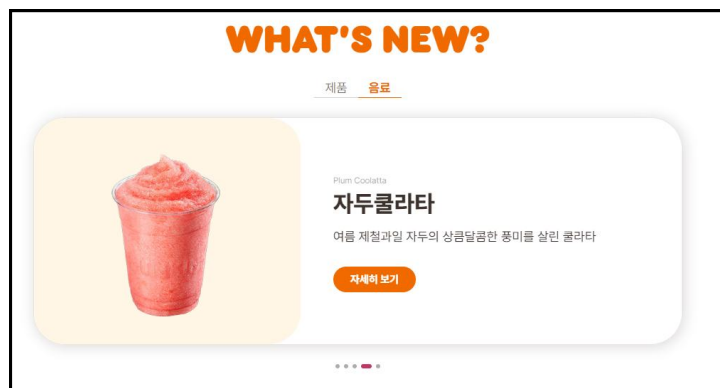 WHAT'S NEW?
제품 음료
Plum Coolatta
자두쿨라타
여름 제철과일 자두의 상큼달콤한 풍미를 살린 쿨라타
자세히 보기